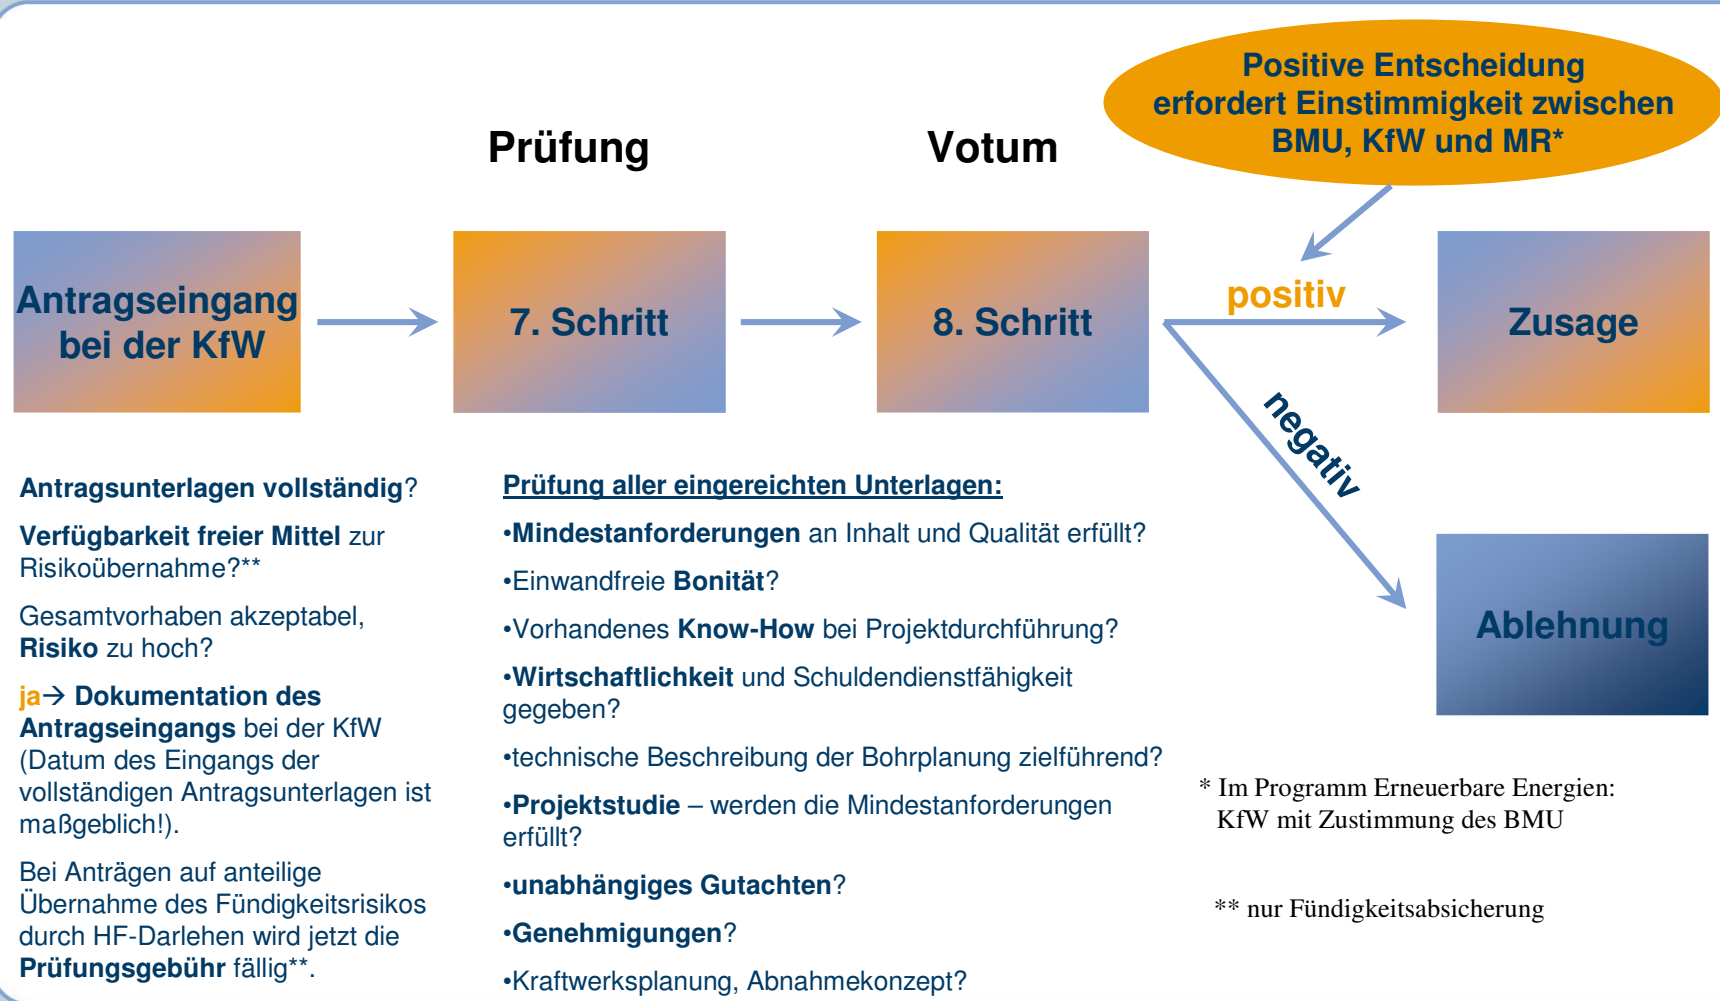 Positive Entscheidung
erfordert Einstimmigkeit zwischen
BMU, KfW und MR*
Prüfung
Votum
Antragseingang
bei der KfW
7. Schritt
8. Schritt
positiv
Zusage
negativ
Ablehnung
Antragsunterlagen vollständig?
Verfügbarkeit freier Mittel zur
Risikoübernahme?**
Gesamtvorhaben akzeptabel,
Risiko zu hoch?
ja→ Dokumentation des
Antragseingangs bei der KfW
(Datum des Eingangs der
vollständigen Antragsunterlagen ist
maßgeblich!).
Bei Anträgen auf anteilige
Übernahme des Fündigkeitsrisikos
durch HF-Darlehen wird jetzt die
Prüfungsgebühr fällig**.
Prüfung aller eingereichten Unterlagen:
•Mindestanforderungen an Inhalt und Qualität erfüllt?
•Einwandfreie Bonität?
•Vorhandenes Know-How bei Projektdurchführung?
•Wirtschaftlichkeit und Schuldendienstfähigkeit
gegeben?
•technische Beschreibung der Bohrplanung zielführend?
•Projektstudie – werden die Mindestanforderungen
erfüllt?
•unabhängiges Gutachten?
•Genehmigungen?
•Kraftwerksplanung, Abnahmekonzept?
* Im Programm Erneuerbare Energien:
KfW mit Zustimmung des BMU
** nur Fündigkeitsabsicherung